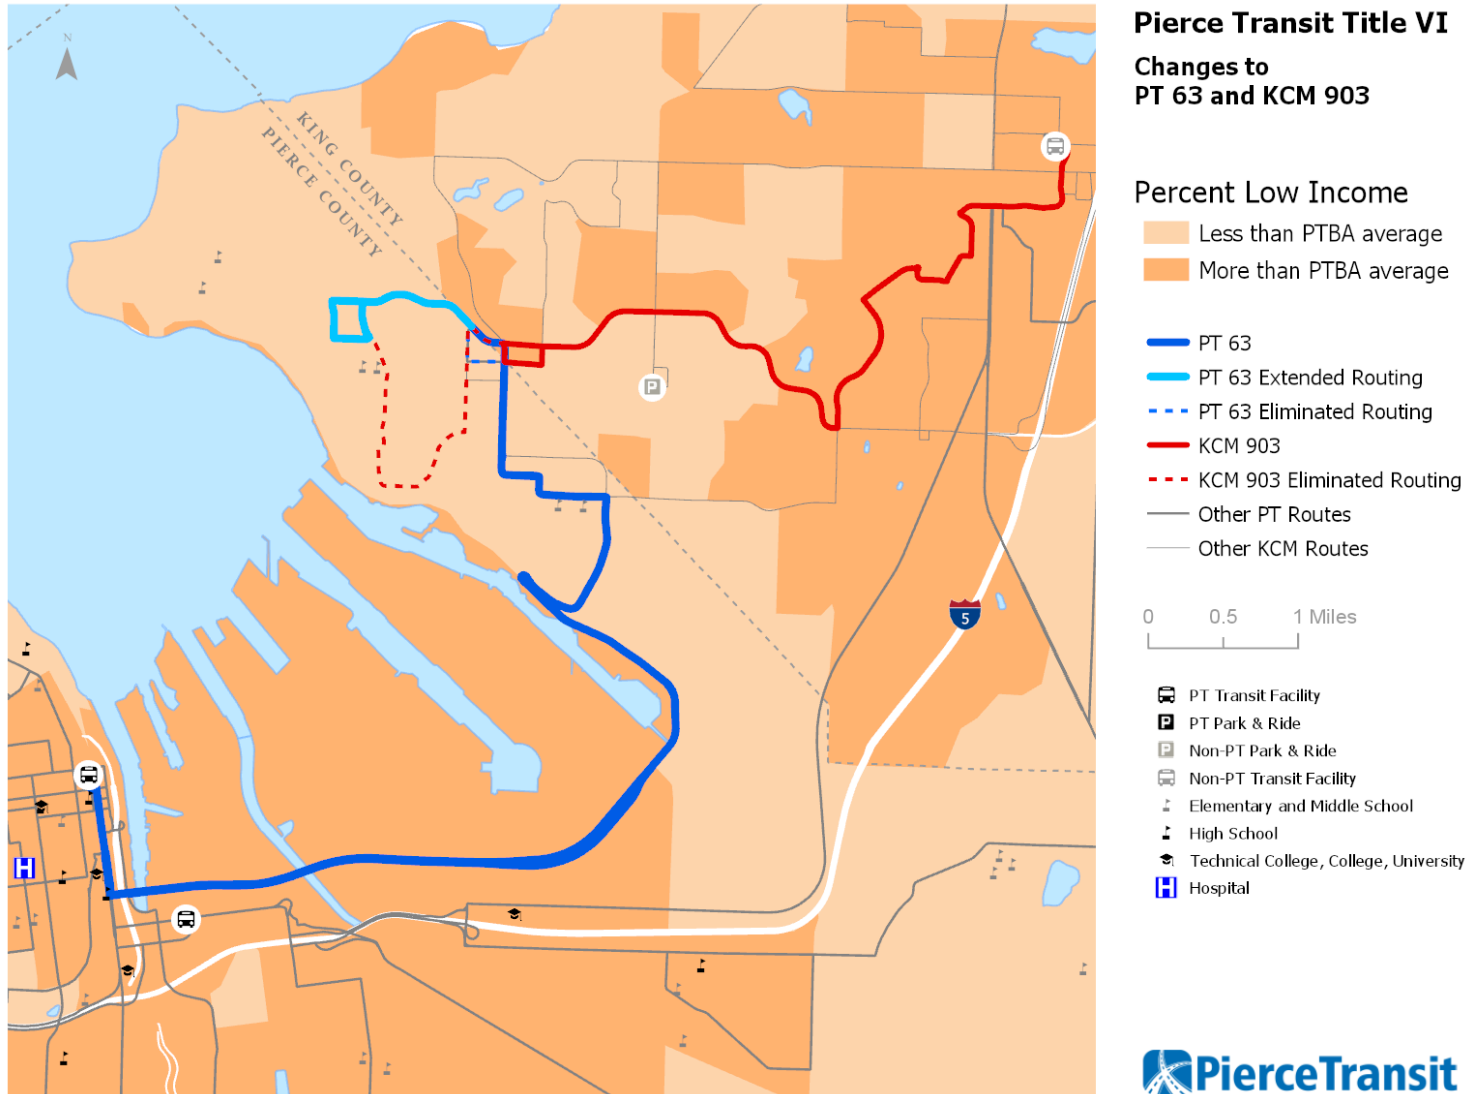 Pierce Transit Title VI
Changes to
PT 63 and KCM 903
N
KING COUNTY
PIERCE COUNTY
P
5
H
Percent Low Income
Less than PTBA average
More than PTBA average
PT 63
PT 63 Extended Routing
PT 63 Eliminated Routing
KCM 903
KCM 903 Eliminated Routing
Other PT Routes
Other KCM Routes
0 0.5 1 Miles
PT Transit Facility
P PT Park & Ride
P Non-PT Park & Ride
Non-PT Transit Facility
Elementary and Middle School
High School
Technical College, College, University
H Hospital
PierceTransit